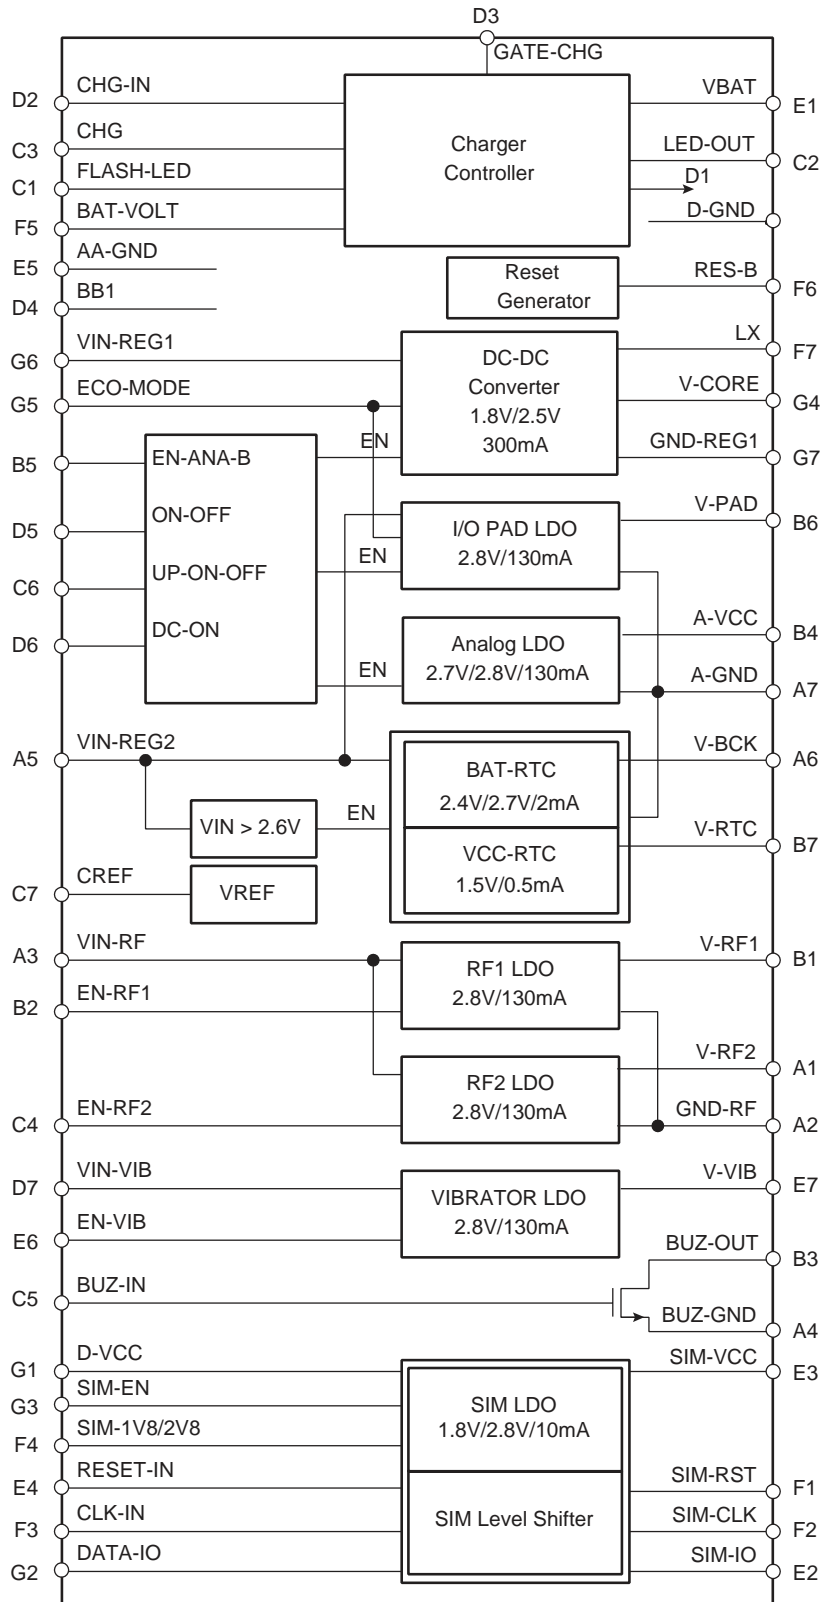 D3
GATE-CHG
D2 CHG-IN
VBAT E1
C3 CHG
Charger
Controller
LED-OUT C2
C1 FLASH-LED
D1
F5 BAT-VOLT
D-GND
E5 AA-GND
D4 BB1
Reset
Generator
RES-B F6
G6 VIN-REG1
LX F7
G5 ECO-MODE
DC-DC
Converter
1.8V/2.5V
300mA
V-CORE G4
EN
GND-REG1 G7
B5 EN-ANA-B
D5 ON-OFF
I/O PAD LDO
2.8V/130mA
V-PAD B6
EN
C6 UP-ON-OFF
D6 DC-ON
Analog LDO
2.7V/2.8V/130mA
A-VCC B4
EN
A-GND A7
A5 VIN-REG2
BAT-RTC
2.4V/2.7V/2mA
V-BCK A6
VIN > 2.6V
EN
VCC-RTC
1.5V/0.5mA
V-RTC B7
C7 CREF
VREF
A3 VIN-RF
RF1 LDO
2.8V/130mA
V-RF1 B1
B2 EN-RF1
RF2 LDO
2.8V/130mA
V-RF2 A1
C4 EN-RF2
GND-RF A2
D7 VIN-VIB
VIBRATOR LDO
2.8V/130mA
V-VIB E7
E6 EN-VIB
BUZ-OUT B3
C5 BUZ-IN
BUZ-GND A4
G1 D-VCC
SIM-VCC E3
G3 SIM-EN
SIM LDO
1.8V/2.8V/10mA
F4 SIM-1V8/2V8
E4 RESET-IN
SIM-RST F1
F3 CLK-IN
SIM Level Shifter
SIM-CLK F2
G2 DATA-IO
SIM-IO E2